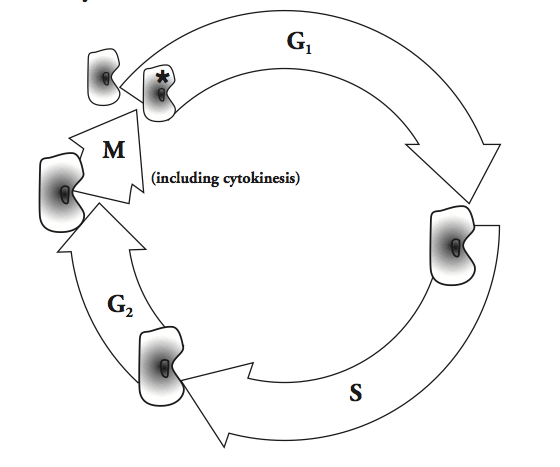 G₁
*
M
(including cytokinesis)
G₂
S